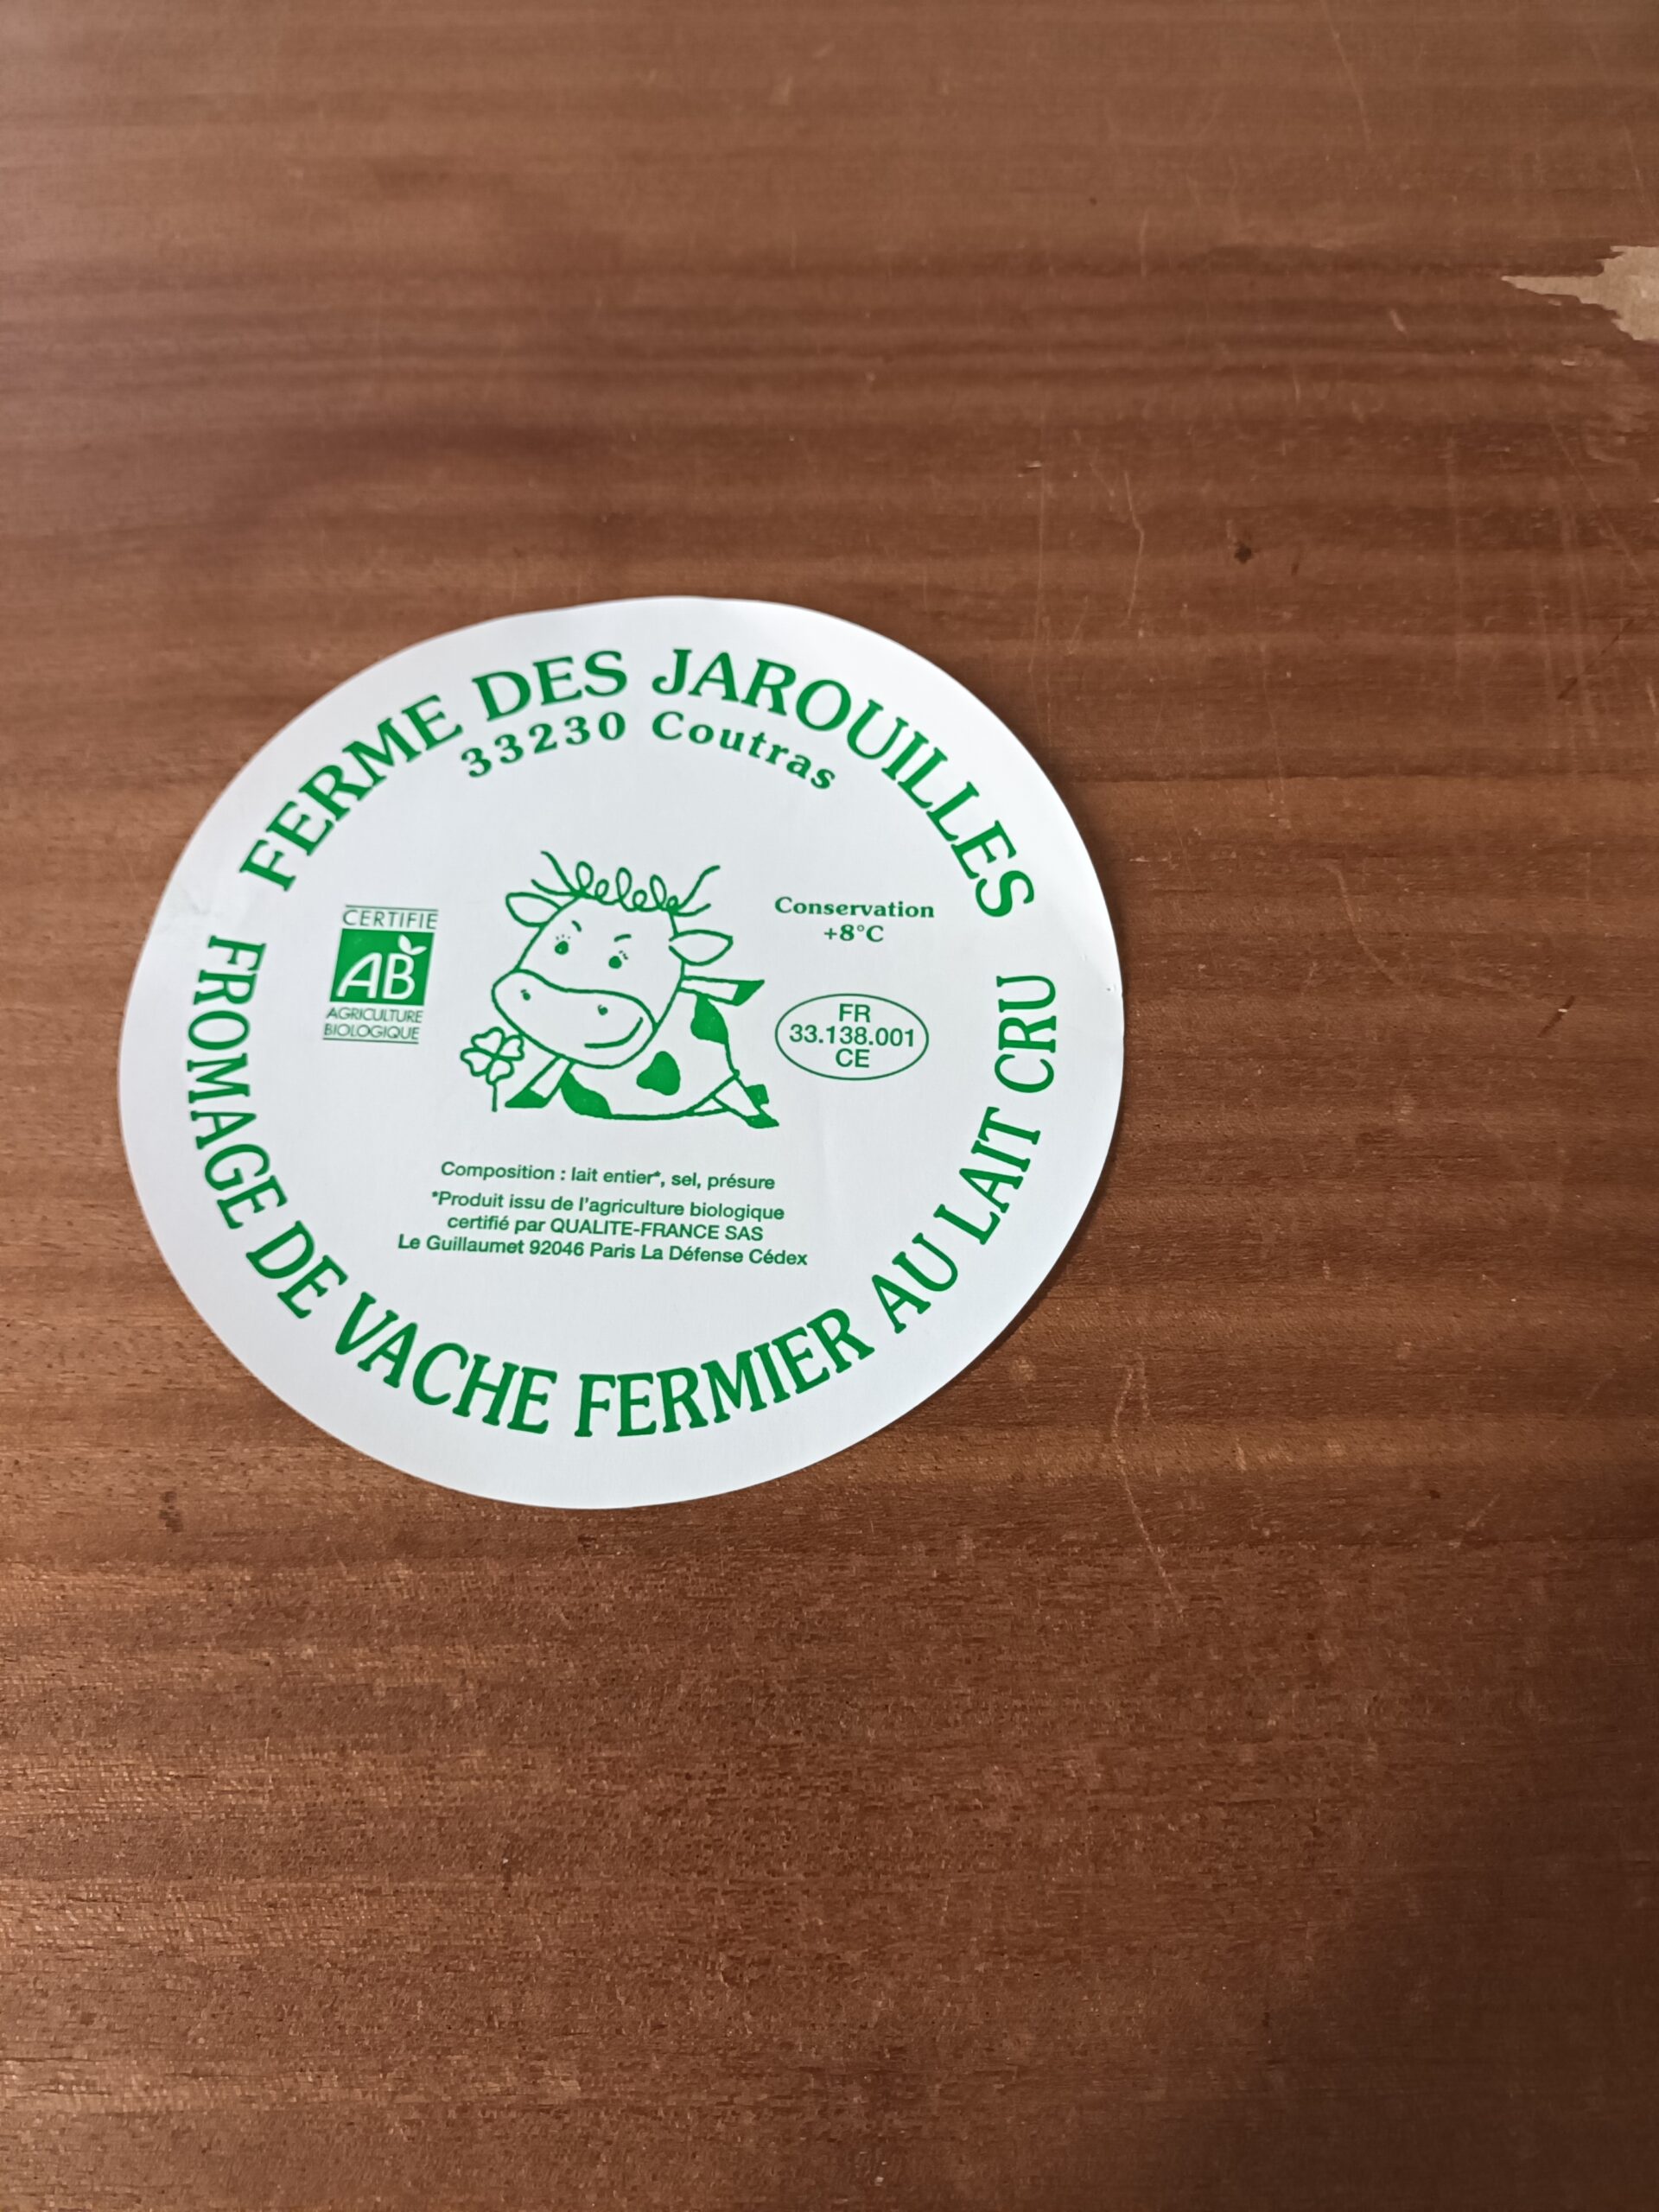 FERME DES JAROUILLES
33230 Coutras
CERTIFIE
AB
AGRICULTURE
BIOLOGIQUE
Conservation
+8°C
FR
33.138.001
CE
Composition : lait entier*, sel, présure
*Produit issu de l'agriculture biologique
certifié par QUALITE-FRANCE SAS
Le Guillaumet 92046 Paris La Défense Cédex
FROMAGE DE VACHE FERMIER AU LAIT CRU